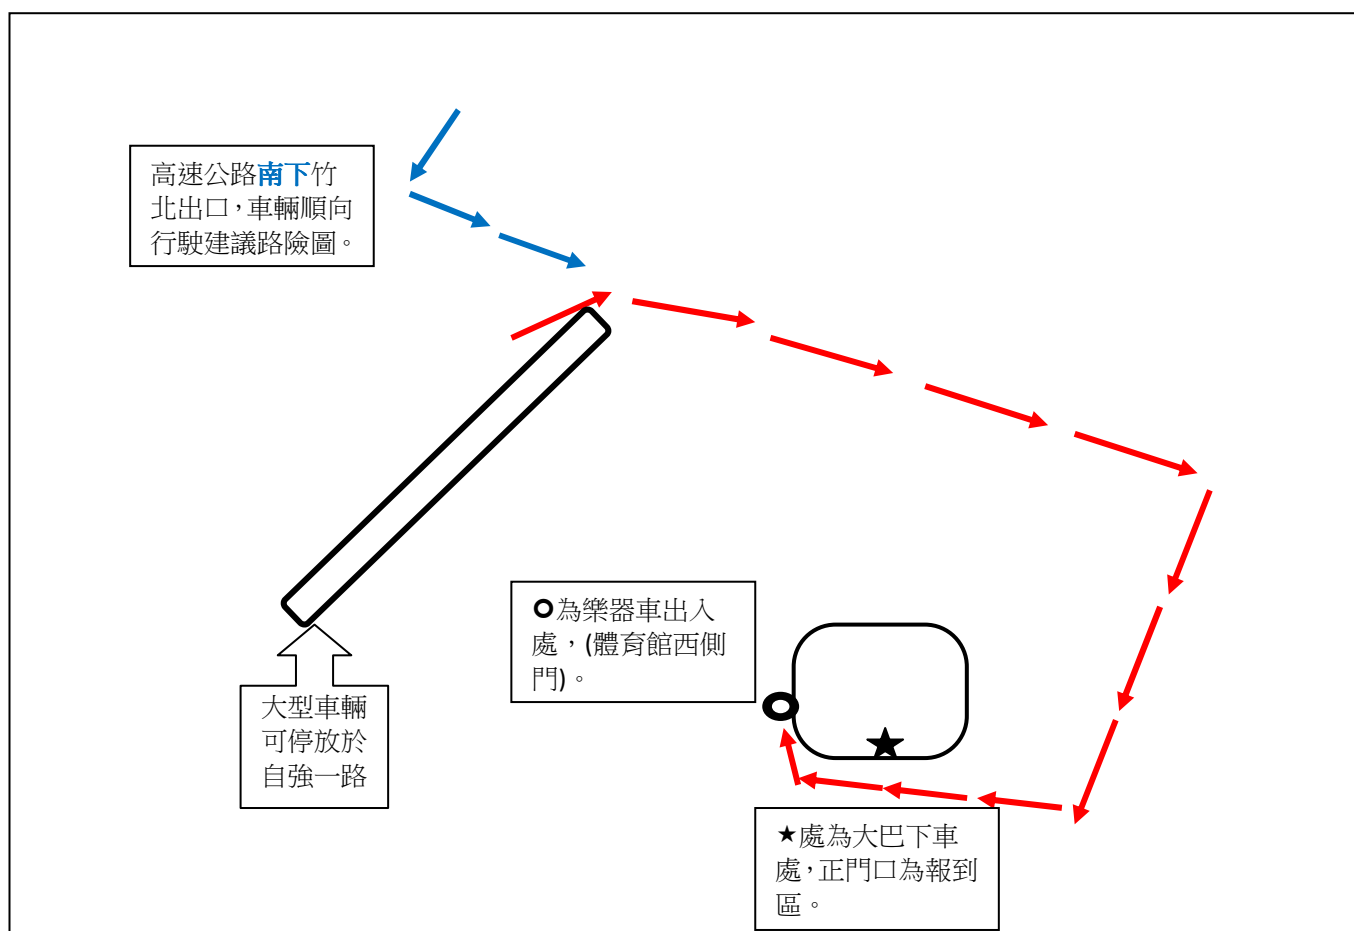 高速公路南下竹
北出口，車輛順向
行駛建議路險圖。
為樂器車出入
處，(體育館西側
門)。
大型車輛
可停放於
自強一路
★處為大巴下車
處，正門口為報到
區。